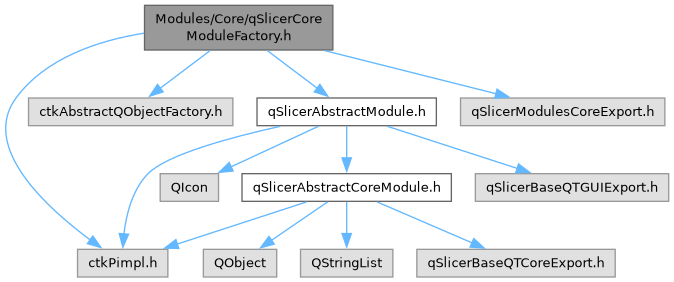 Modules/Core/qSlicerCore
ModuleFactory.h
ctkAbstractQObjectFactory.h
qSlicerAbstractModule.h
qSlicerModulesCoreExport.h
QIcon
qSlicerAbstractCoreModule.h
qSlicerBaseQTGUIExport.h
ctkPimpl.h
QObject
QStringList
qSlicerBaseQTCoreExport.h